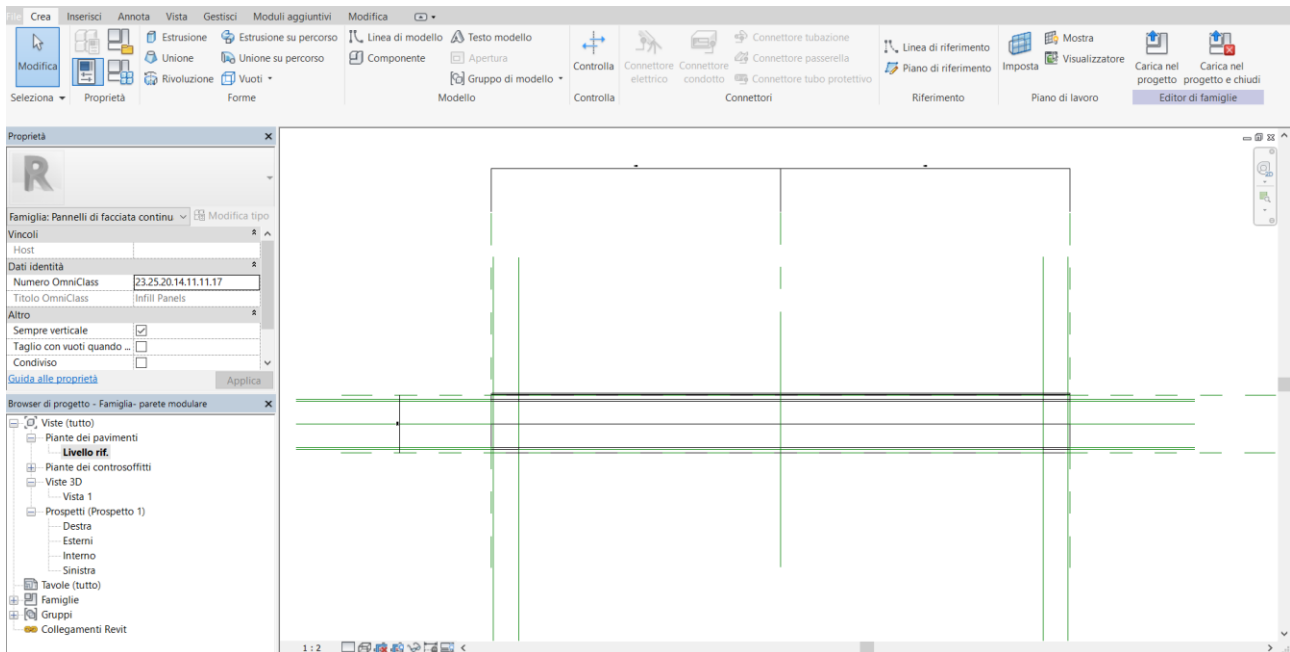 File Crea Inserisci Annota Vista Gestisci Moduli aggiuntivi Modifica
Modifica
Seleziona
Proprietà
Estrusione
Estrusione su percorso
Unione
Unione su percorso
Rivoluzione
Vuoti
Forme
Linea di modello
Testo modello
Componente
Apertura
Gruppo di modello
Modello
Controlla
Controlla
Connettore elettrico
Connettore condotto
Connettore tubazione
Connettore passerella
Connettore tubo protettivo
Connettori
Linea di riferimento
Piano di riferimento
Riferimento
Imposta
Mostra
Visualizzatore
Piano di lavoro
Carica nel progetto
Carica nel progetto e chiudi
Editor di famiglie
Proprietà
R
Famiglia: Pannelli di facciata continu
Modifica tipo
Vincoli
Host
Dati identità
Numero OmniClass 23.25.20.14.11.11.17
Titolo OmniClass Infill Panels
Altro
Sempre verticale
Taglio con vuoti quando ...
Condiviso
Guida alle proprietà
Applica
Browser di progetto - Famiglia- parete modulare
Viste (tutto)
Piante dei pavimenti
Livello rif.
Piante dei controsoffitti
Viste 3D
Vista 1
Prospetti (Prospetto 1)
Destra
Esterni
Interno
Sinistra
Tavole (tutto)
Famiglie
Gruppi
Collegamenti Revit
1 : 2
2D